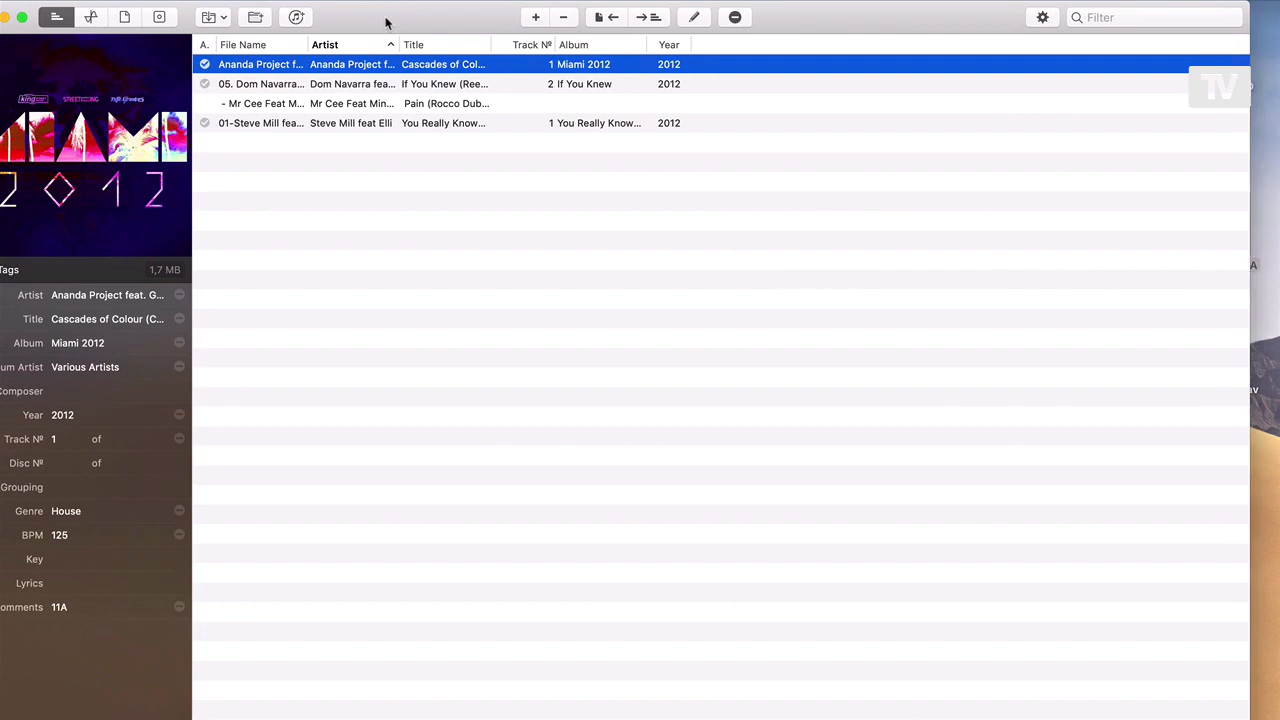 Filter
A. File Name Artist Title Track № Album Year
Ananda Project f... Ananda Project f... Cascades of Col... 1 Miami 2012 2012
05. Dom Navarra... Dom Navarra fea... If You Knew (Ree... 2 If You Knew 2012
- Mr Cee Feat M... Mr Cee Feat Min... Pain (Rocco Dub...
01-Steve Mill fea... Steve Mill feat Elli You Really Know... 1 You Really Know... 2012
TV
king
STREETKING
MIAMI
2012
Tags 1,7 MB
Artist Ananda Project feat. G...
Title Cascades of Colour (C...
Album Miami 2012
um Artist Various Artists
Composer
Year 2012
Track № 1 of
Disc № of
Grouping
Genre House
BPM 125
Key
Lyrics
omments 11A
A
av